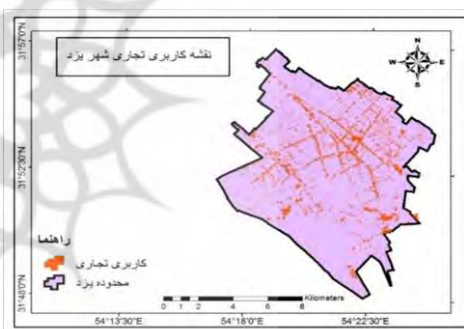 نقشه کاربری تجاری شهر یزد
N
W E
S
31°57'0"N
31°52'30"N
31°48'0"N
راهنما
کاربری تجاری
محدوده یزد
0 1 2 4 6 8 Kilometers
54°13'30"E 54°18'0"E 54°22'30"E